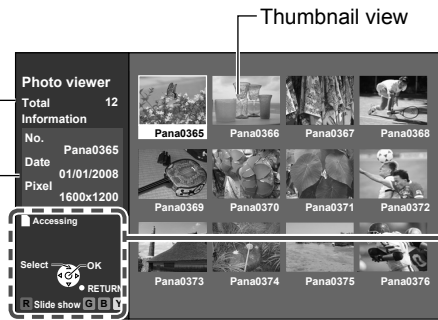 Thumbnail view
Photo viewer
Total 12
Information
No.
Pana0365
Date
01/01/2008
Pixel
1600x1200
Accessing
Select OK
RETURN
R Slide show G B Y
Pana0365 Pana0366 Pana0367 Pana0368
Pana0369 Pana0370 Pana0371 Pana0372
Pana0373 Pana0374 Pana0375 Pana0376